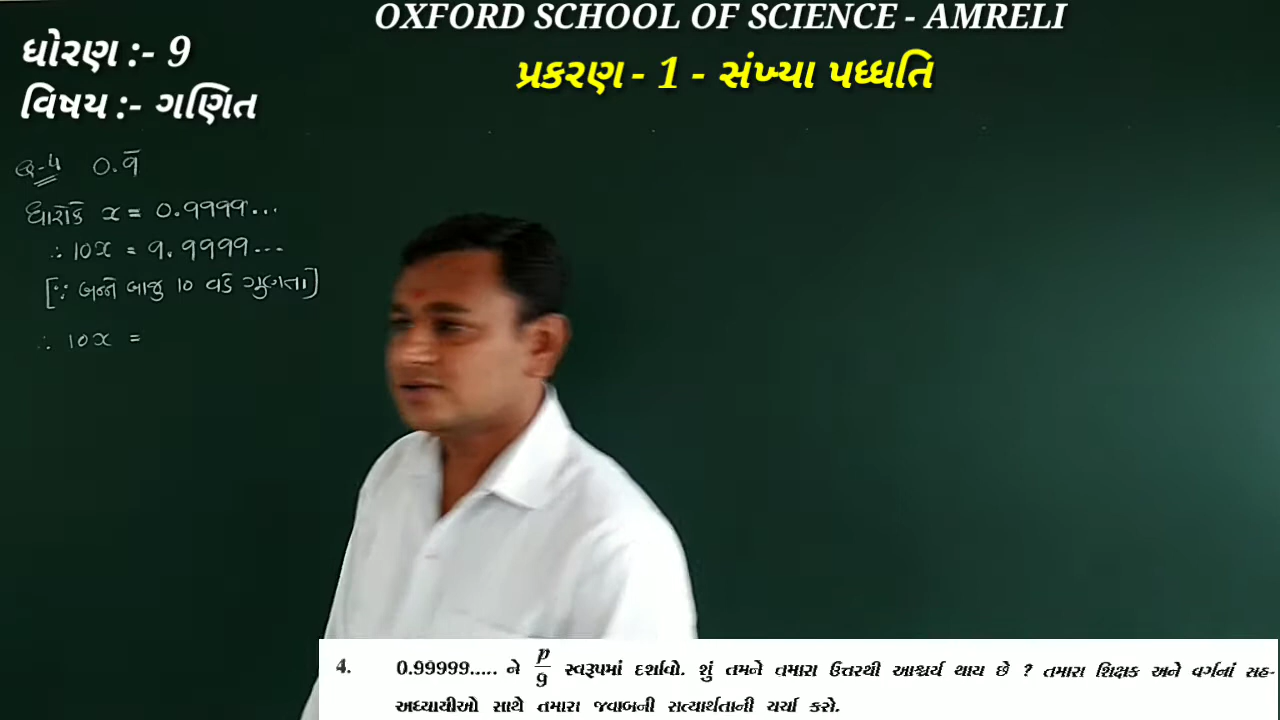 OXFORD SCHOOL OF SCIENCE - AMRELI
ધોરણ :- 9
પ્રકરણ - 1 - સંખ્યા પધ્ધતિ
વિષય :- ગણિત
Q-4 0.9̄
ધારોકે x = 0.9999...
∴ 10x = 9.9999...
[∵ બન્ને બાજુ 10 વડે ગુણતા]
∴ 10x =
4. 0.99999..... ને p/9 સ્વરૂપમાં દર્શાવો. શું તમને તમારા ઉત્તરથી આશ્ચર્ય થાય છે ? તમારા શિક્ષક અને વર્ગનાં સહ-
અધ્યાયીઓ સાથે તમારા જવાબની સત્યાર્થતાની ચર્ચા કરો.